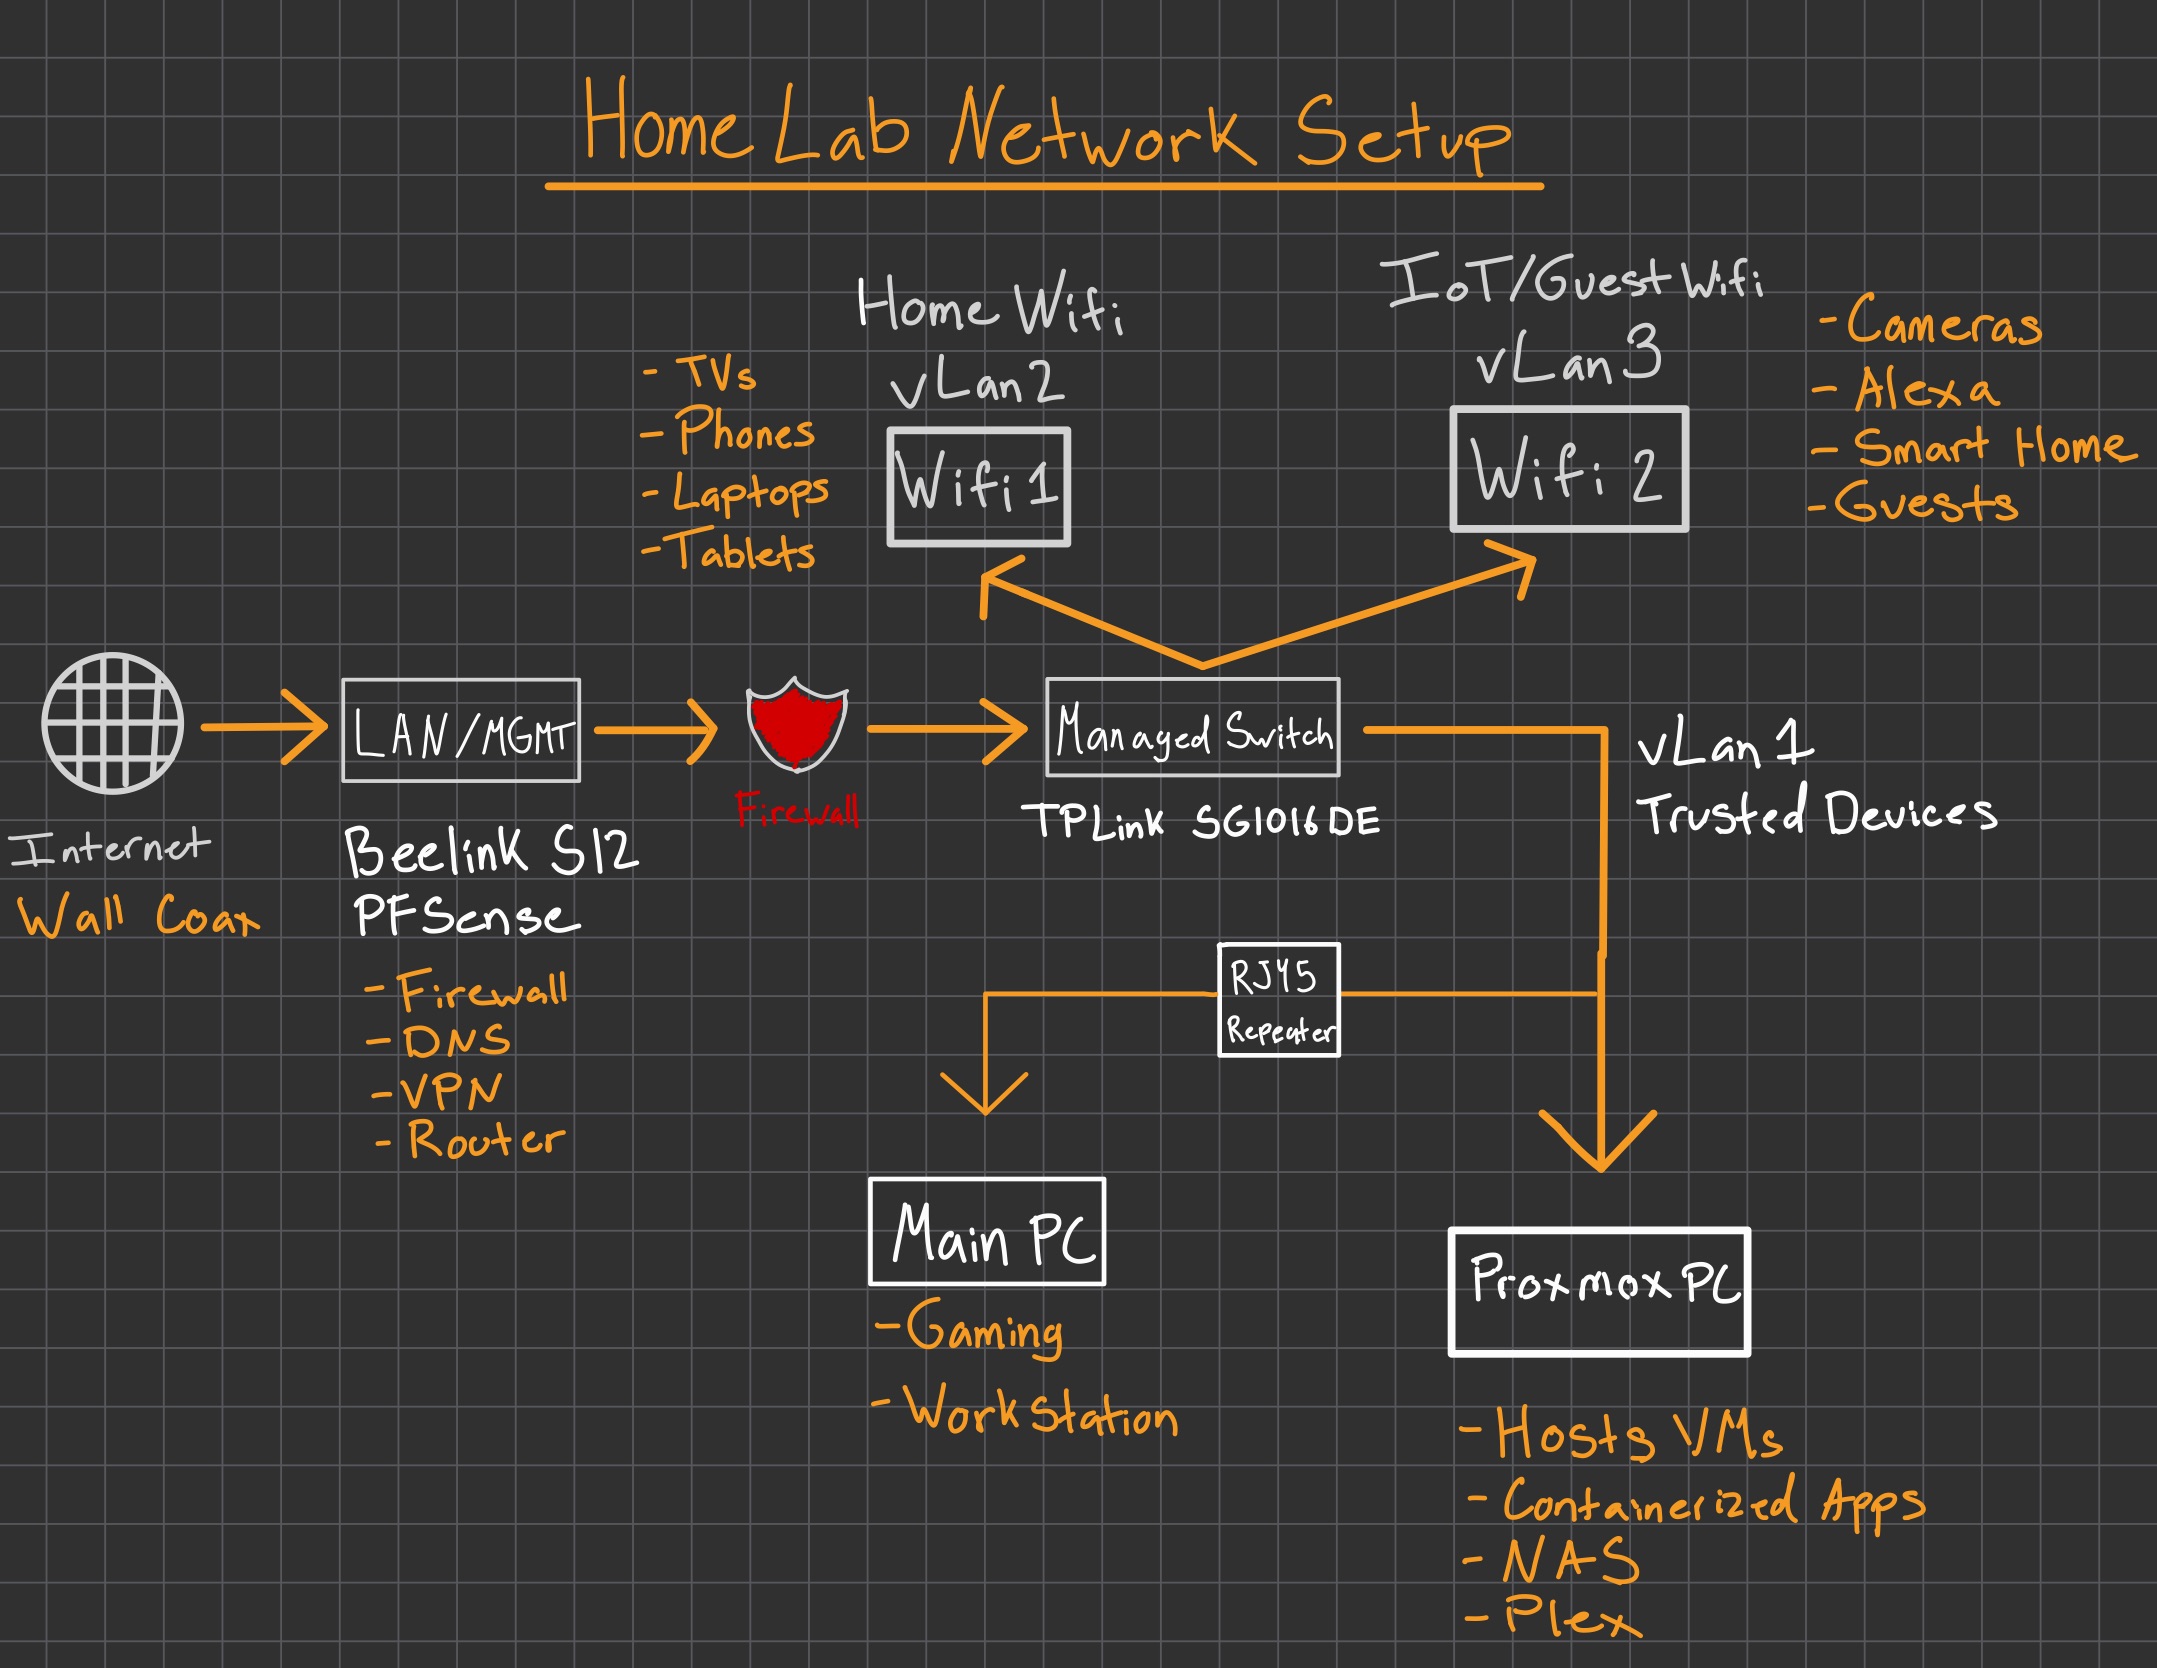 Home Lab Network Setup
Home Wifi
vLan2
- TVs
- Phones
- Laptops
- Tablets
Wifi 1
IoT/Guest Wifi
vLan 3
Wifi 2
- Cameras
- Alexa
- Smart Home
- Guests
Internet
Wall Coax
LAN/MGMT
Beelink S12
PFSense
- Firewall
- DNS
- VPN
- Router
Firewall
Managed Switch
TPLink SG1016DE
vLan 1
Trusted Devices
RJ45
Repeater
Main PC
- Gaming
- Workstation
Proxmox PC
- Hosts VMs
- Containerized Apps
- NAS
- Plex